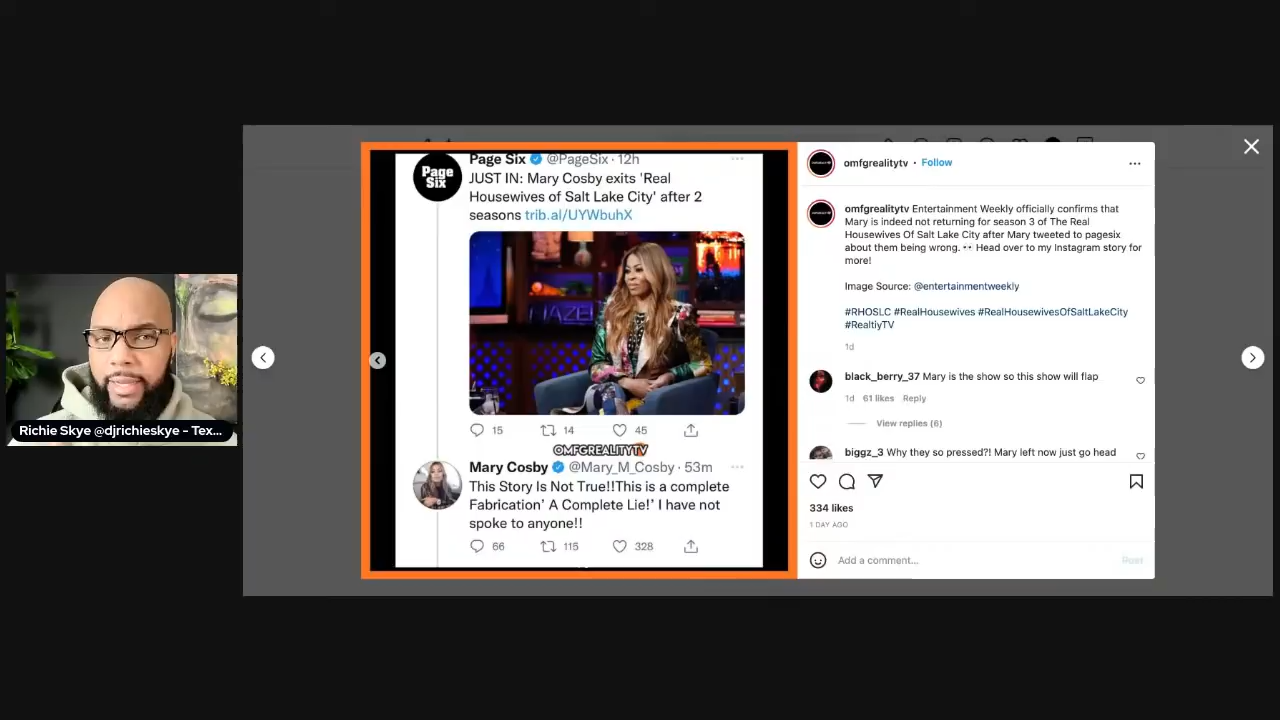 Richie Skye @djrichieskye - Tex...
Page Six
Page Six @PageSix · 12h
JUST IN: Mary Cosby exits 'Real
Housewives of Salt Lake City' after 2
seasons trib.al/UYWbuhX
15 14 45
OMFGREALITYTV
Mary Cosby @Mary_M_Cosby · 53m
This Story Is Not True!!This is a complete
Fabrication' A Complete Lie!' I have not
spoke to anyone!!
66 115 328
omfgrealitytv · Follow
omfgrealitytv Entertainment Weekly officially confirms that
Mary is indeed not returning for season 3 of The Real
Housewives Of Salt Lake City after Mary tweeted to pagesix
about them being wrong. 👀 Head over to my Instagram story for
more!
Image Source: @entertainmentweekly
#RHOSLC #RealHousewives #RealHousewivesOfSaltLakeCity
#RealtiyTV
1d
black_berry_37 Mary is the show so this show will flap
1d 61 likes Reply
View replies (6)
biggz_3 Why they so pressed?! Mary left now just go head
334 likes
1 DAY AGO
Add a comment...
Post